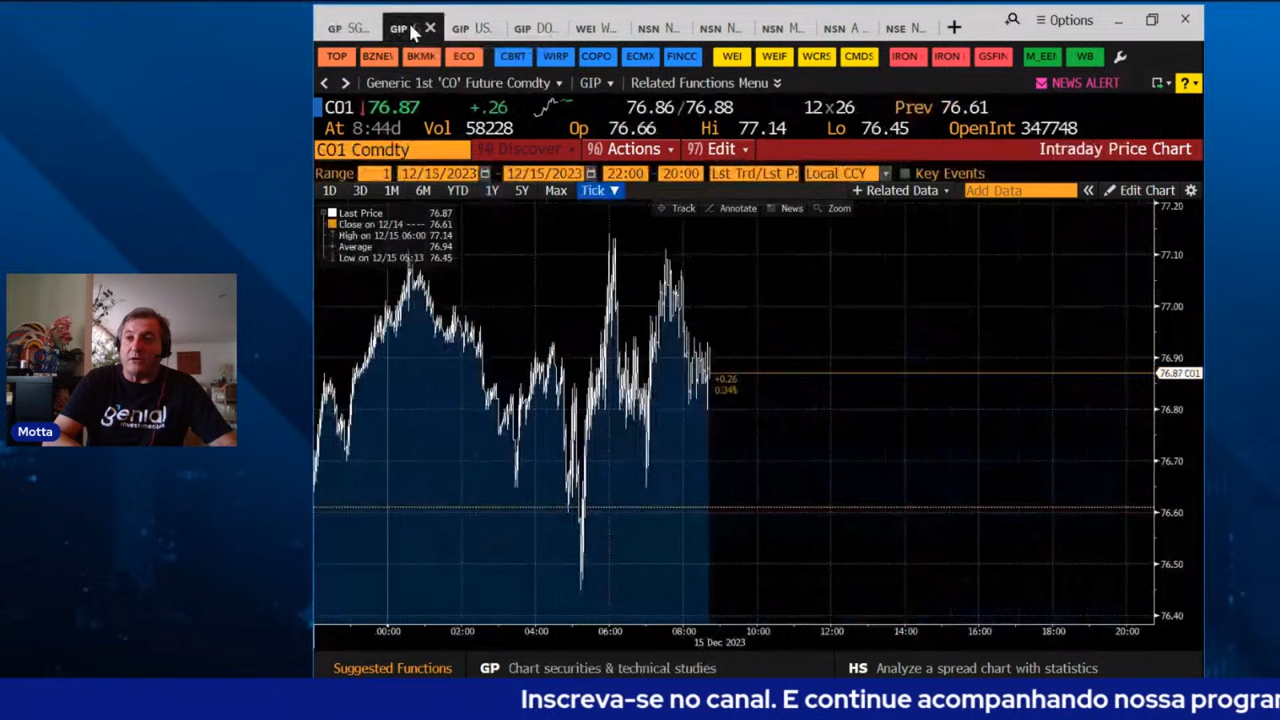 GP SG... GIP GIP US. GIP DO... WEI W... NSN N... NSN N... NSN M... NSN A ... NSE N... Options
TOP BZNE BKMK ECO CBRT WIRP COPO ECMX FINCC WEI WEIF WCRS CMDS IRON IRON GSFIN M_EEI WB
Generic 1st 'CO' Future Comdty GIP Related Functions Menu NEWS ALERT ?
CO1 76.87 +.26 76.86/76.88 12x26 Prev 76.61
At 8:44d Vol 58228 Op 76.66 Hi 77.14 Lo 76.45 OpenInt 347748
CO1 Comdty 94) Discover 96) Actions 97) Edit Intraday Price Chart
Range 1 12/15/2023 - 12/15/2023 22:00 - 20:00 Lst Trd/Lst P: Local CCY Key Events
1D 3D 1M 6M YTD 1Y 5Y Max Tick ▼ + Related Data Add Data « Edit Chart
Track Annotate News Zoom
Last Price 76.87
Close on 12/14 ---- 76.61
High on 12/15 06:00 77.14
Average 76.94
Low on 12/15 05:13 76.45
77.20
77.10
77.00
76.90
76.87 CO1
+0.26
0.34%
76.80
76.70
76.60
76.50
76.40
00:00 02:00 04:00 06:00 08:00 10:00 12:00 14:00 16:00 18:00 20:00
15 Dec 2023
Suggested Functions GP Chart securities & technical studies HS Analyze a spread chart with statistics
genial
investimentos
Motta
Inscreva-se no canal. E continue acompanhando nossa progra